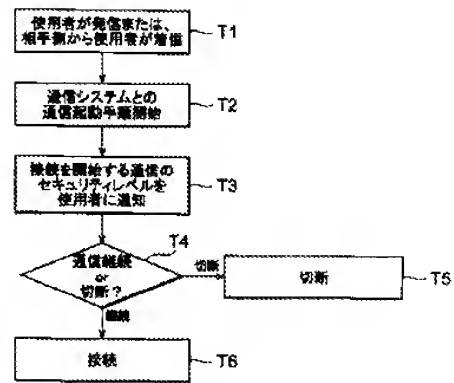 使用者が発信または、
相手側から使用者が着信
T1
通信システムとの
通信起動手順開始
T2
接続を開始する通信の
セキュリティレベルを
使用者に通知
T3
T4
通信継続
or
切断？
切断
切断
T5
継続
接続
T6